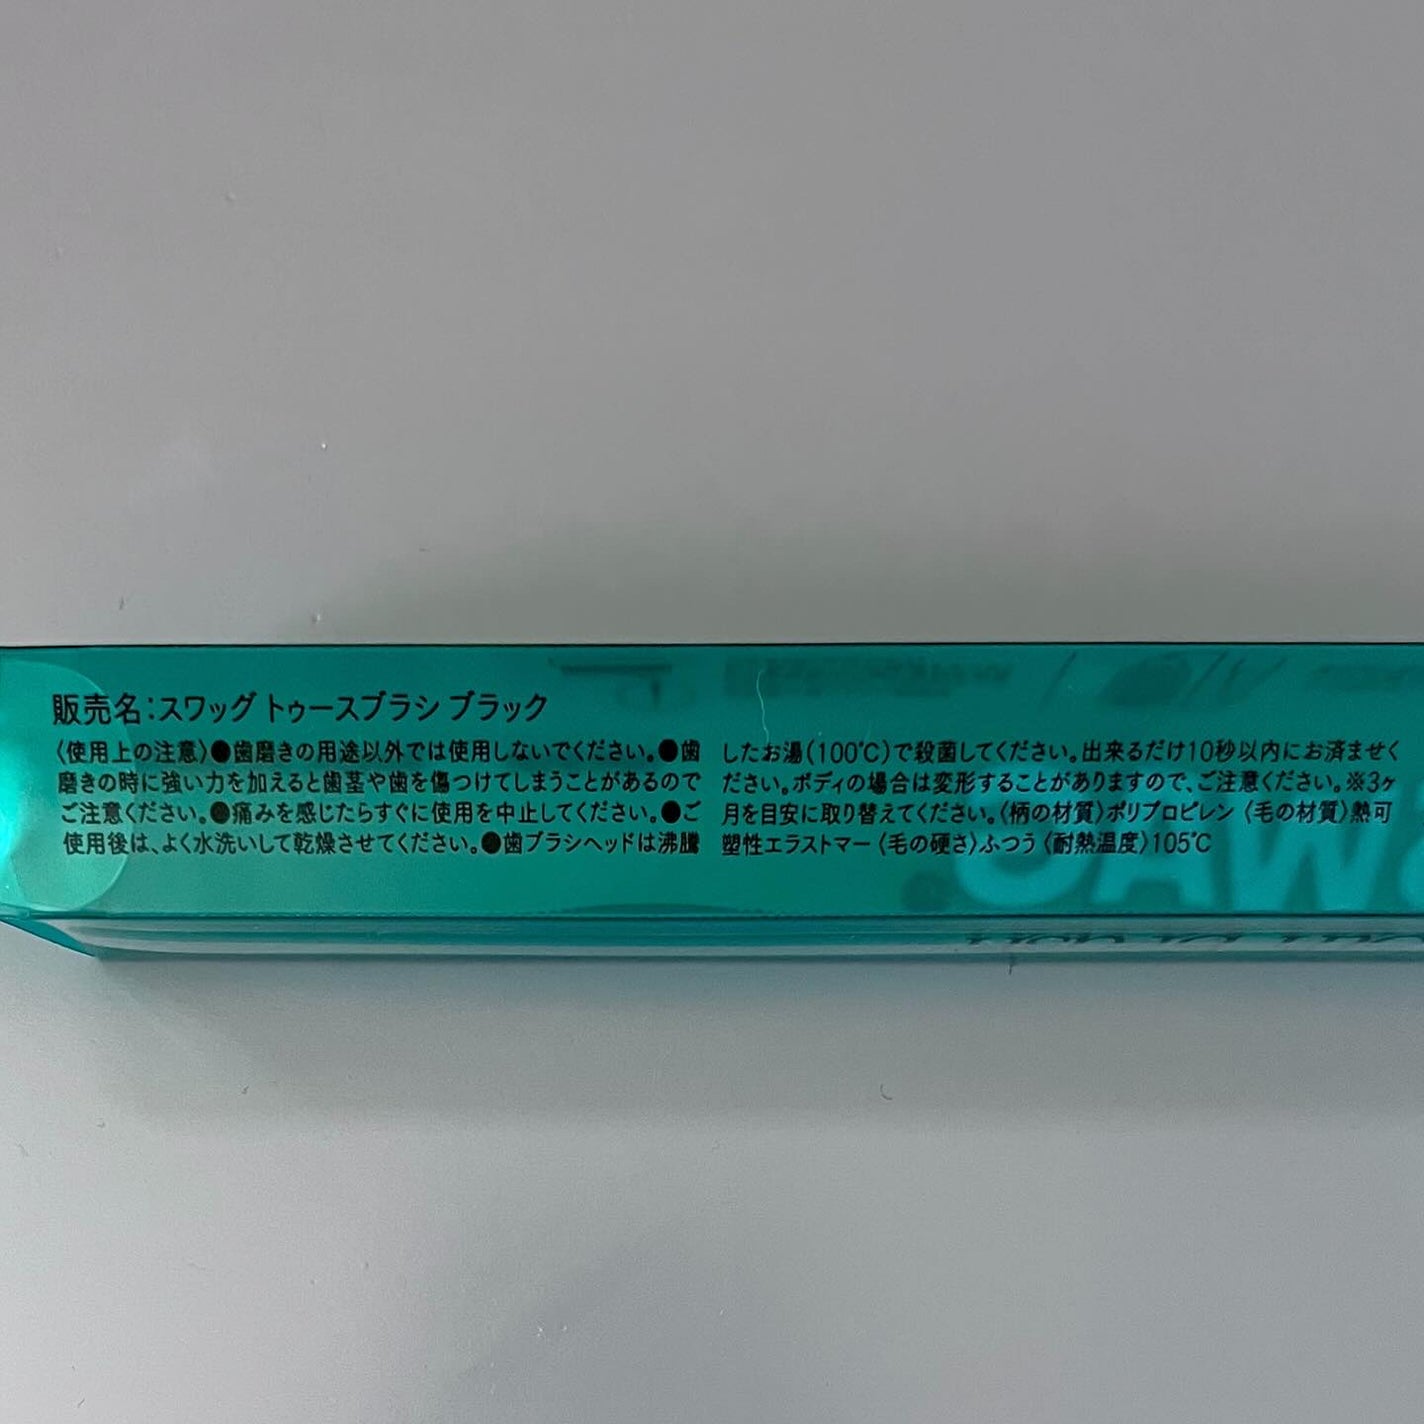 販売名:スワッグ トゥースブラシ ブラック
〈使用上の注意〉●歯磨きの用途以外では使用しないでください。●歯
磨きの時に強い力を加えると歯茎や歯を傷つけてしまうことがあるので
ご注意ください。●痛みを感じたらすぐに使用を中止してください。●ご
使用後は、よく水洗いして乾燥させてください。●歯ブラシヘッドは沸騰
したお湯(100℃)で殺菌してください。出来るだけ10秒以内にお済ませく
ださい。ボディの場合は変形することがありますので、ご注意ください。※3ヶ
月を目安に取り替えてください。〈柄の材質〉ポリプロピレン〈毛の材質〉熱可
塑性エラストマー〈毛の硬さ〉ふつう〈耐熱温度〉105℃